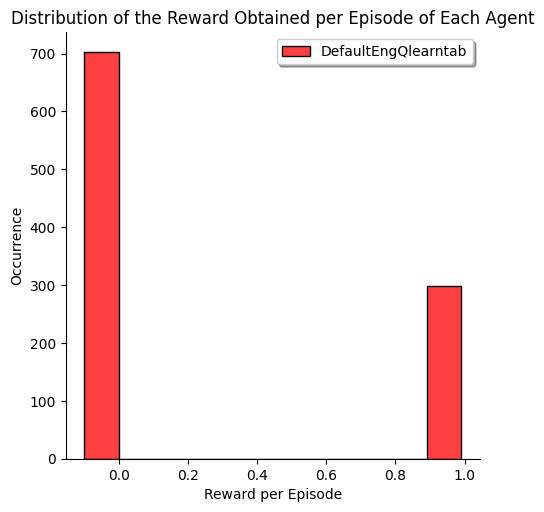 Distribution of the Reward Obtained per Episode of Each Agent
DefaultEngQlearntab
Occurrence
700
600
500
400
300
200
100
0
0.0 0.2 0.4 0.6 0.8 1.0
Reward per Episode